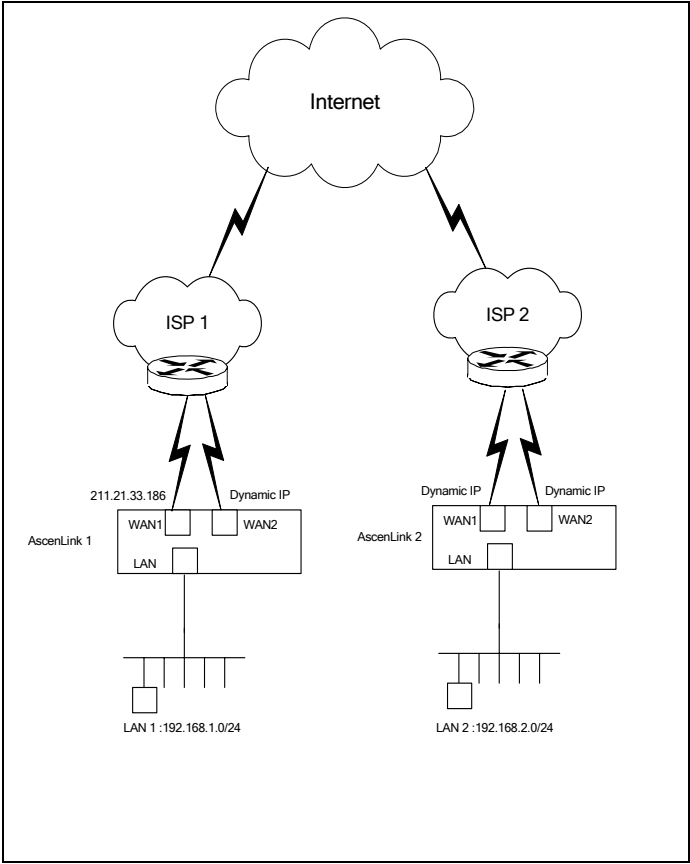 Internet
ISP 1
ISP 2
211.21.33.186
Dynamic IP
Dynamic IP
Dynamic IP
WAN1
WAN2
WAN1
WAN2
AscenLink 1
AscenLink 2
LAN
LAN
LAN 1 :192.168.1.0/24
LAN 2 :192.168.2.0/24